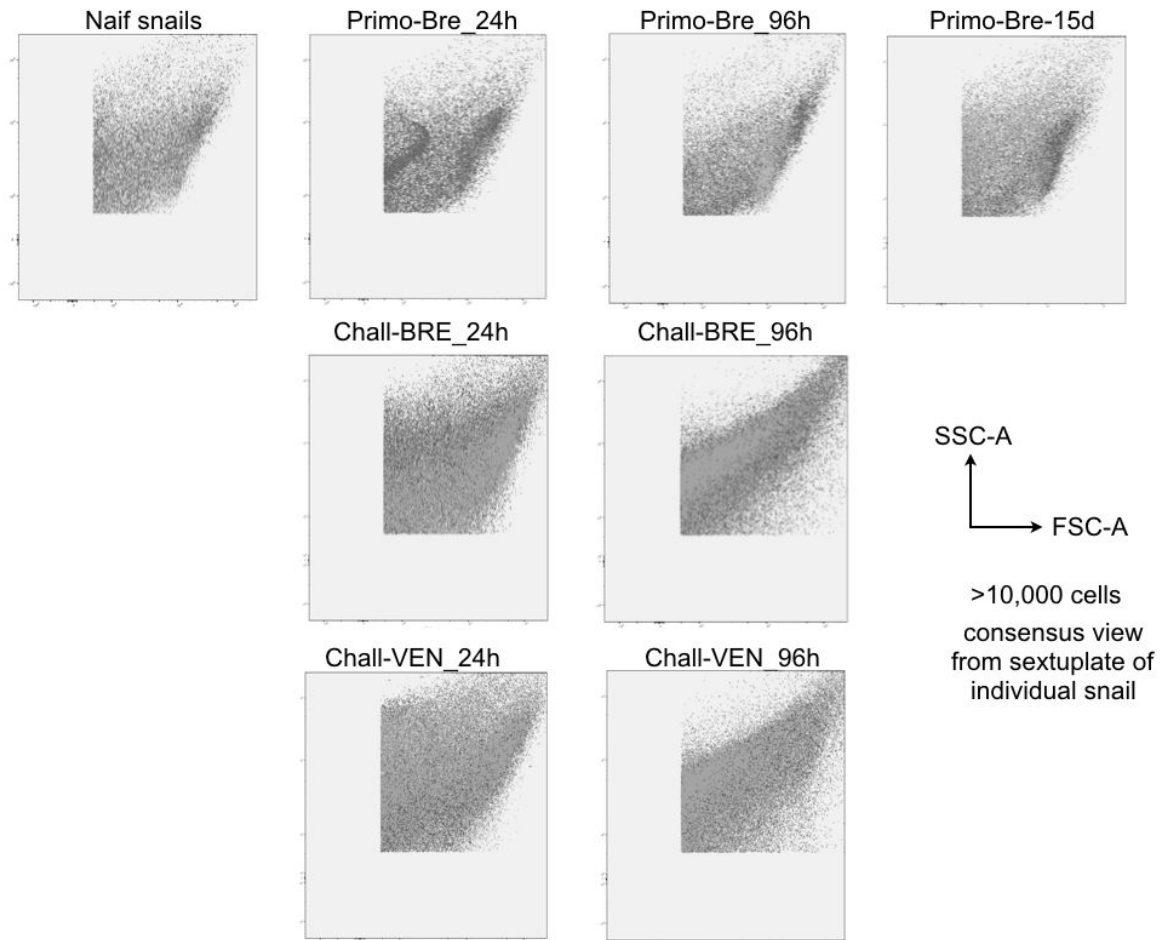 Naif snails
Primo-Bre_24h
Primo-Bre_96h
Primo-Bre-15d
Chall-BRE_24h
Chall-BRE_96h
SSC-A
FSC-A
>10,000 cells
consensus view
from sextuplate of
individual snail
Chall-VEN_24h
Chall-VEN_96h